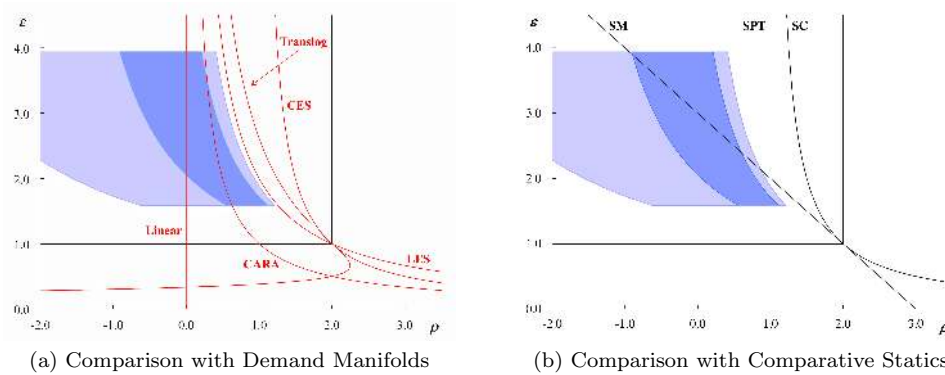 ε
4.0
3.0
2.0
1.0
0.0
-2.0 -1.0 0.0 1.0 2.0 3.0 ρ
Translog
CES
Linear
CARA
LES
(a) Comparison with Demand Manifolds
ε
SM SPT SC
4.0
3.0
2.0
1.0
0.0
-2.0 -1.0 0.0 1.0 2.0 3.0
(b) Comparison with Comparative Statics